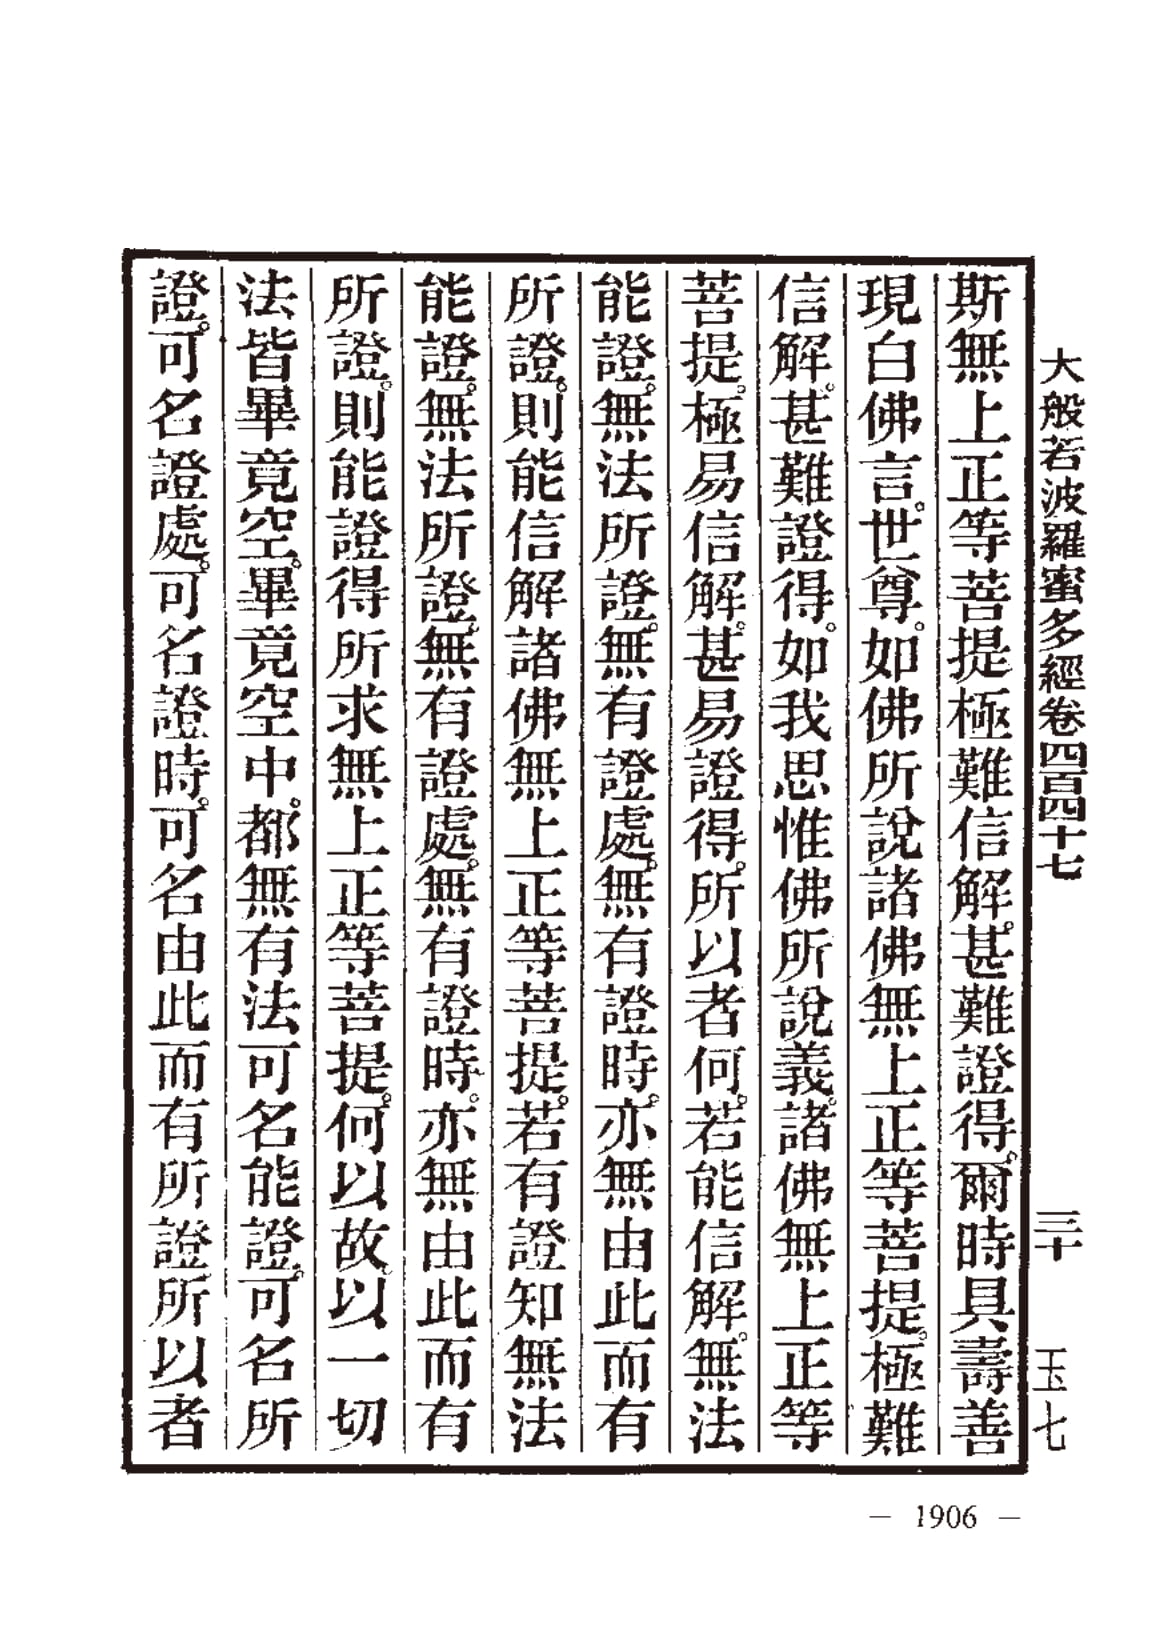 大般若波羅蜜多經卷四百四十七 三十 玉七
斯無上正等菩提極難信解。甚難證得。爾時具壽善
現白佛言。世尊。如佛所說諸佛無上正等菩提。極難
信解。甚難證得。如我思惟佛所說義。諸佛無上正等
菩提。極易信解。甚易證得。所以者何。若能信解。無法
能證。無法所證。無有證處。無有證時。亦無由此而有
所證。則能信解諸佛無上正等菩提。若有證知無法
能證。無法所證。無有證處。無有證時。亦無由此而有
所證。則能證得所求無上正等菩提。何以故。以一切
法皆畢竟空。畢竟空中。都無有法可名能證。可名所
證。可名證處。可名證時。可名由此而有所證所以者
— 1906 —